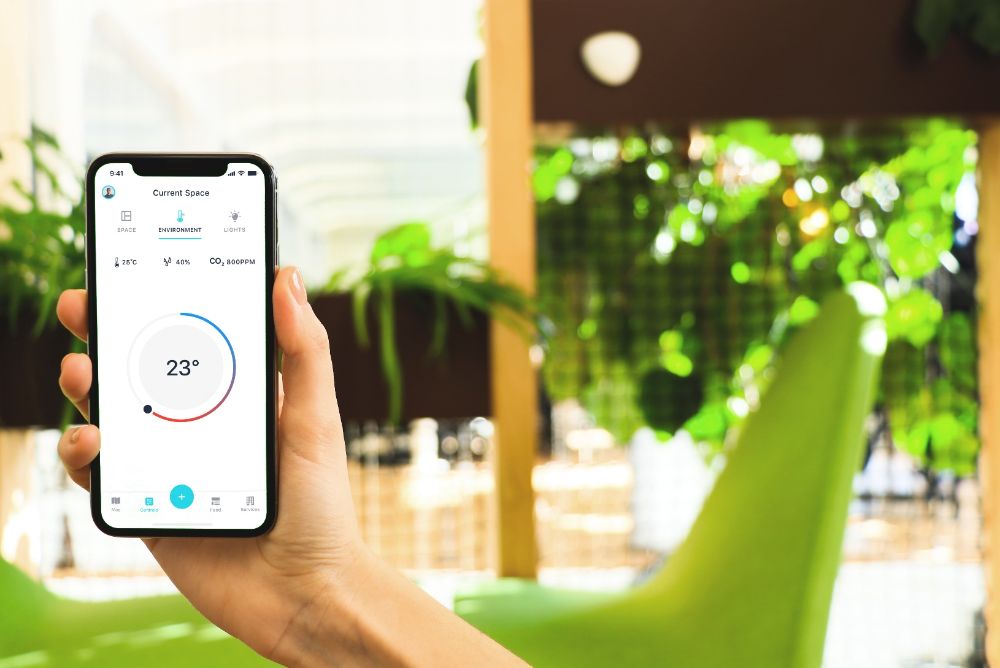 9:41
Current Space
SPACE ENVIRONMENT LIGHTS
25°C 40% CO₂ 800PPM
23°
+
Map Controls Feed Services